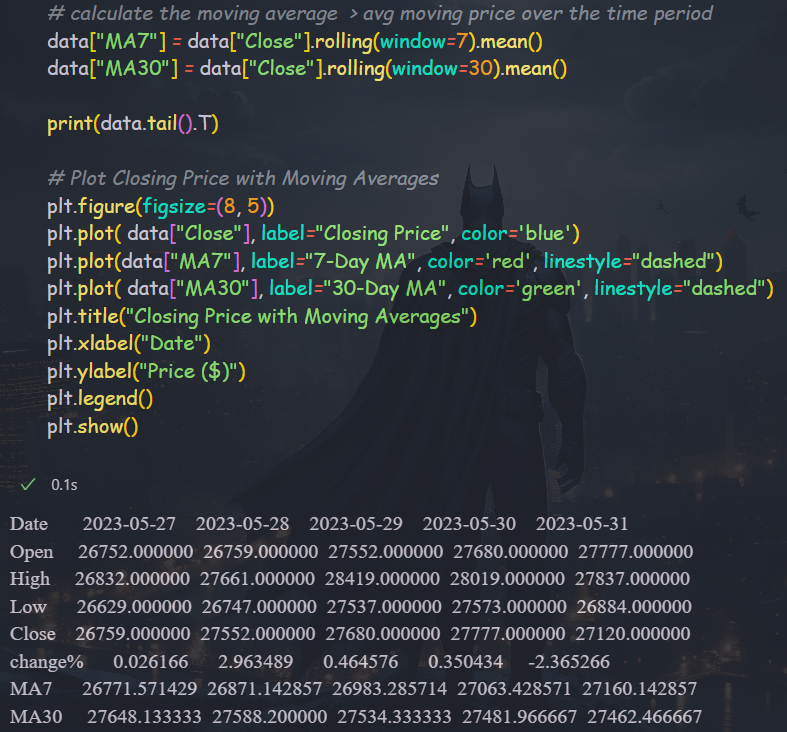 # calculate the moving average > avg moving price over the time period
data["MA7"] = data["Close"].rolling(window=7).mean()
data["MA30"] = data["Close"].rolling(window=30).mean()
print(data.tail().T)
# Plot Closing Price with Moving Averages
plt.figure(figsize=(8, 5))
plt.plot( data["Close"], label="Closing Price", color='blue')
plt.plot(data["MA7"], label="7-Day MA", color='red', linestyle="dashed")
plt.plot( data["MA30"], label="30-Day MA", color='green', linestyle="dashed")
plt.title("Closing Price with Moving Averages")
plt.xlabel("Date")
plt.ylabel("Price ($)")
plt.legend()
plt.show()
✓ 0.1s
Date 2023-05-27 2023-05-28 2023-05-29 2023-05-30 2023-05-31
Open 26752.000000 26759.000000 27552.000000 27680.000000 27777.000000
High 26832.000000 27661.000000 28419.000000 28019.000000 27837.000000
Low 26629.000000 26747.000000 27537.000000 27573.000000 26884.000000
Close 26759.000000 27552.000000 27680.000000 27777.000000 27120.000000
change% 0.026166 2.963489 0.464576 0.350434 -2.365266
MA7 26771.571429 26871.142857 26983.285714 27063.428571 27160.142857
MA30 27648.133333 27588.200000 27534.333333 27481.966667 27462.466667